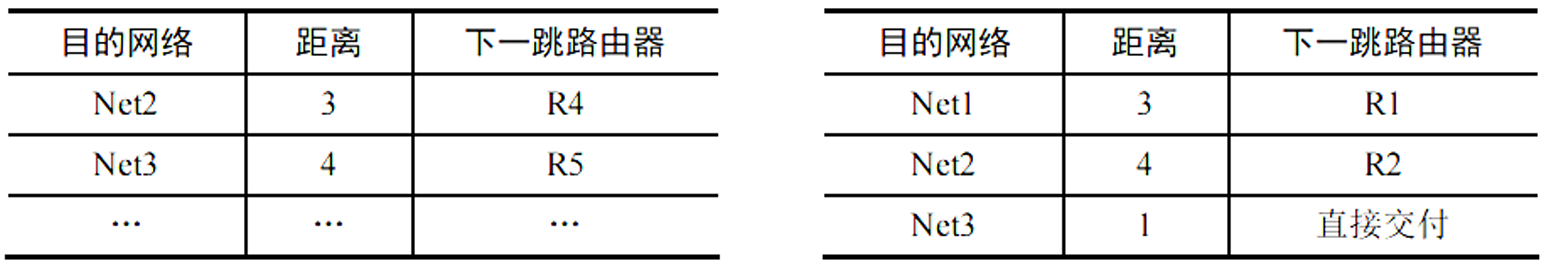 目的网络 距离 下一跳路由器
Net2 3 R4
Net3 4 R5
… … …
目的网络 距离 下一跳路由器
Net1 3 R1
Net2 4 R2
Net3 1 直接交付